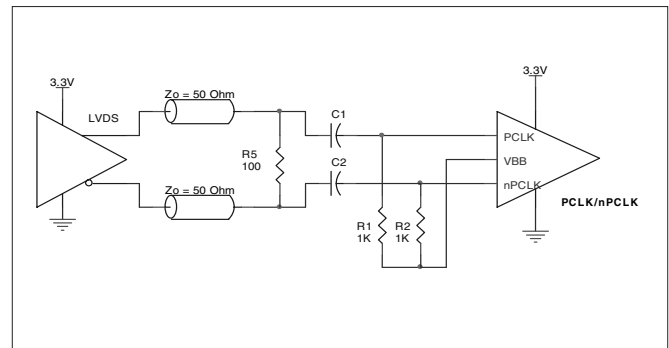 3.3V
LVDS
Zo = 50 Ohm
C1
3.3V
PCLK
R5
100
C2
VBB
nPCLK
Zo = 50 Ohm
PCLK/nPCLK
R1
1K
R2
1K